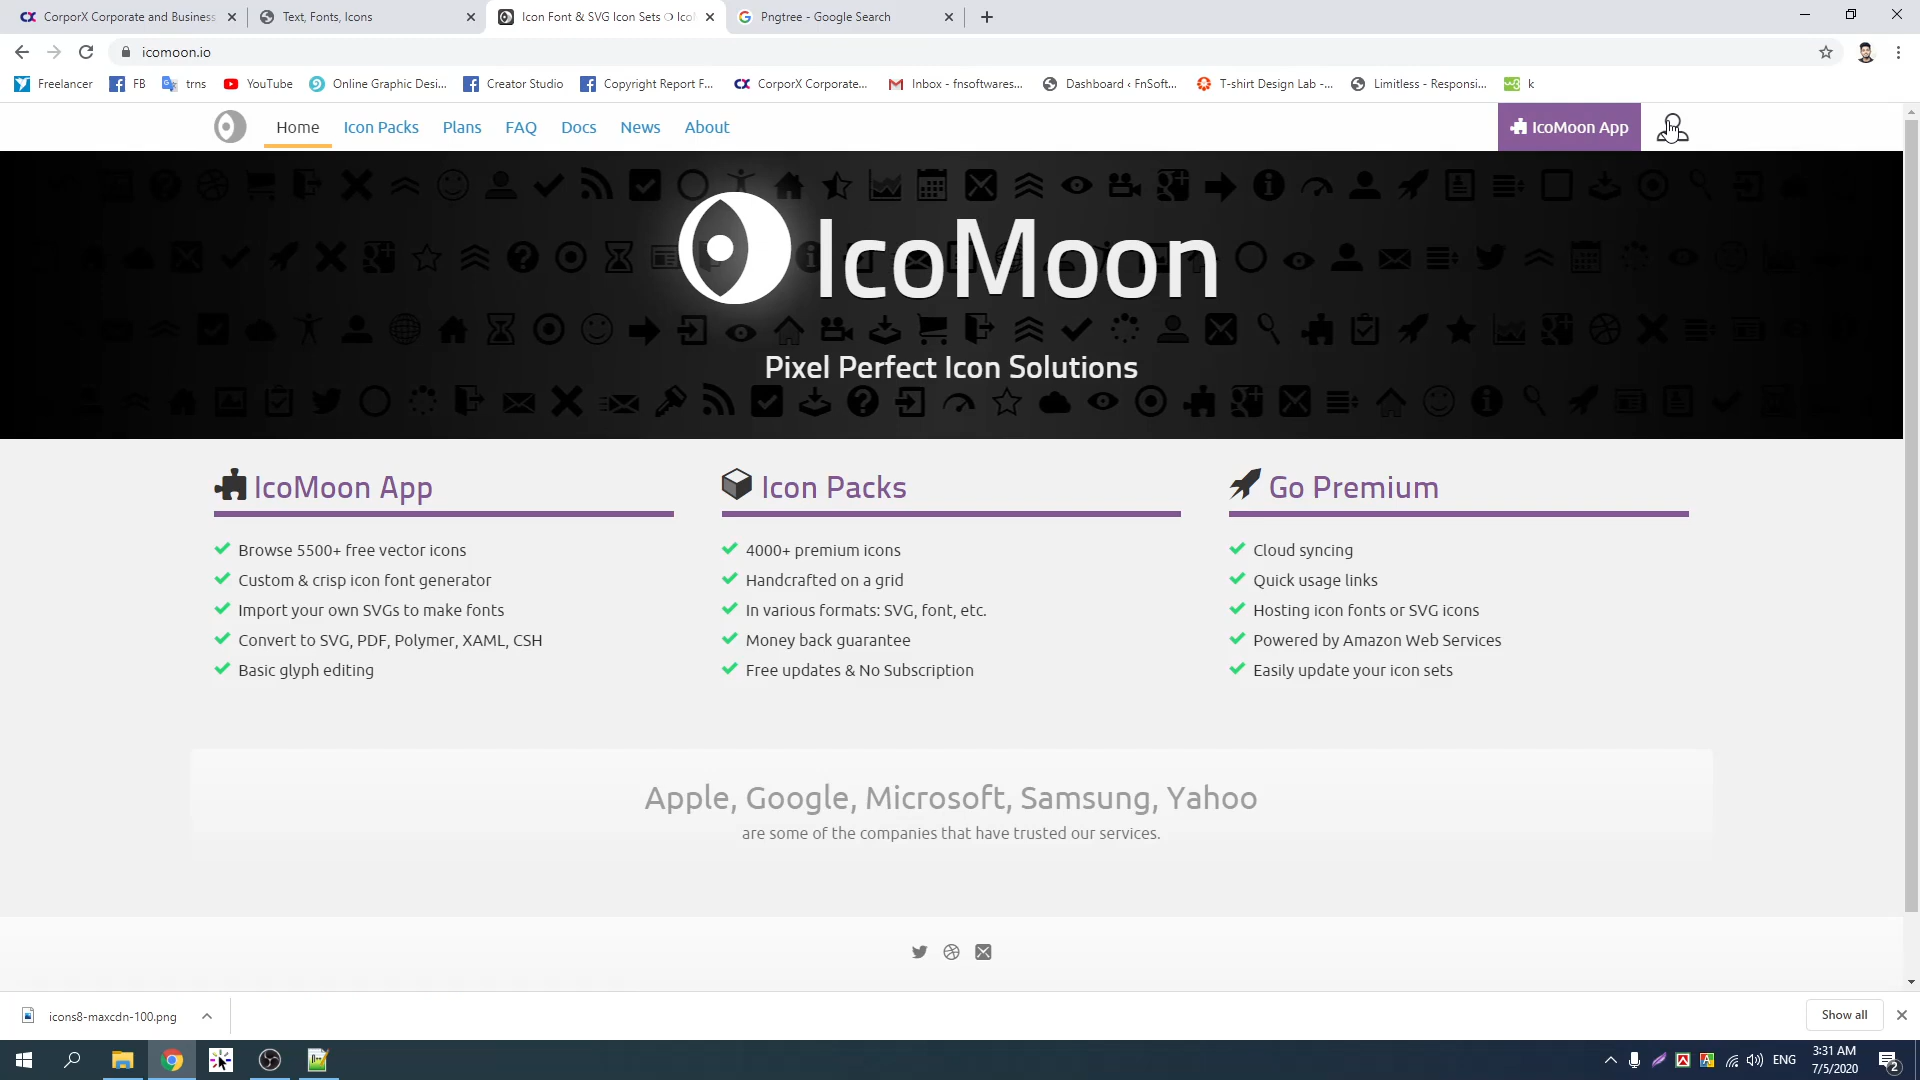 CorporX Corporate and Business
Text, Fonts, Icons
Icon Font & SVG Icon Sets ❍ Ico
Pngtree - Google Search
icomoon.io
Freelancer
FB
trns
YouTube
Online Graphic Desi...
Creator Studio
Copyright Report F...
CorporX Corporate...
Inbox - fnsoftwares...
Dashboard ‹ FnSoft...
T-shirt Design Lab -...
Limitless - Responsi...
k
Home
Icon Packs
Plans
FAQ
Docs
News
About
IcoMoon App
IcoMoon
Pixel Perfect Icon Solutions
IcoMoon App
Browse 5500+ free vector icons
Custom & crisp icon font generator
Import your own SVGs to make fonts
Convert to SVG, PDF, Polymer, XAML, CSH
Basic glyph editing
Icon Packs
4000+ premium icons
Handcrafted on a grid
In various formats: SVG, font, etc.
Money back guarantee
Free updates & No Subscription
Go Premium
Cloud syncing
Quick usage links
Hosting icon fonts or SVG icons
Powered by Amazon Web Services
Easily update your icon sets
Apple, Google, Microsoft, Samsung, Yahoo
are some of the companies that have trusted our services.
icons8-maxcdn-100.png
Show all
ENG
3:31 AM
7/5/2020
2